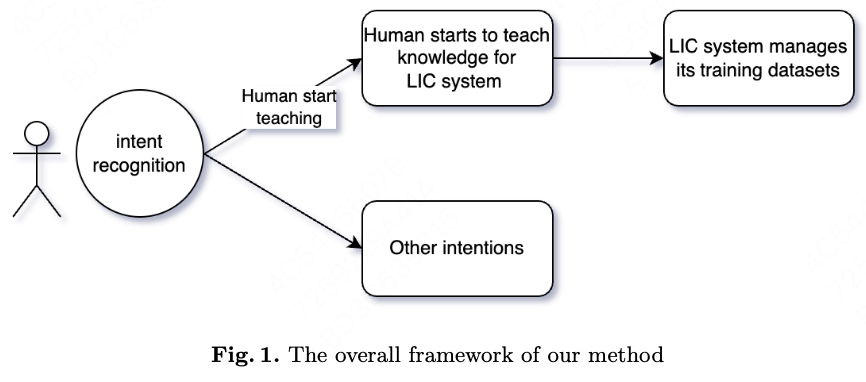 Human starts to teach
knowledge for
LIC system
LIC system manages
its training datasets
Human start
teaching
intent
recognition
Other intentions
Fig. 1. The overall framework of our method